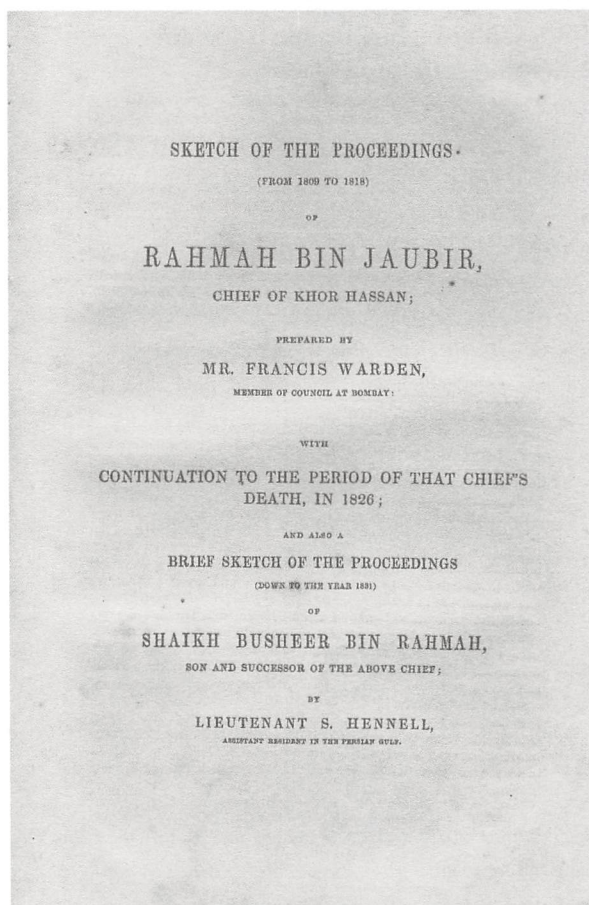 SKETCH OF THE PROCEEDINGS
(FROM 1809 TO 1818)
OF
RAHMAH BIN JAUBIR,
CHIEF OF KHOR HASSAN;
PREPARED BY
MR. FRANCIS WARDEN,
MEMBER OF COUNCIL AT BOMBAY:
WITH
CONTINUATION TO THE PERIOD OF THAT CHIEF'S
DEATH, IN 1826;
AND ALSO A
BRIEF SKETCH OF THE PROCEEDINGS
(DOWN TO THE YEAR 1831)
OF
SHAIKH BUSHEER BIN RAHMAH,
SON AND SUCCESSOR OF THE ABOVE CHIEF;
BY
LIEUTENANT S. HENNELL,
ASSISTANT RESIDENT IN THE PERSIAN GULF.